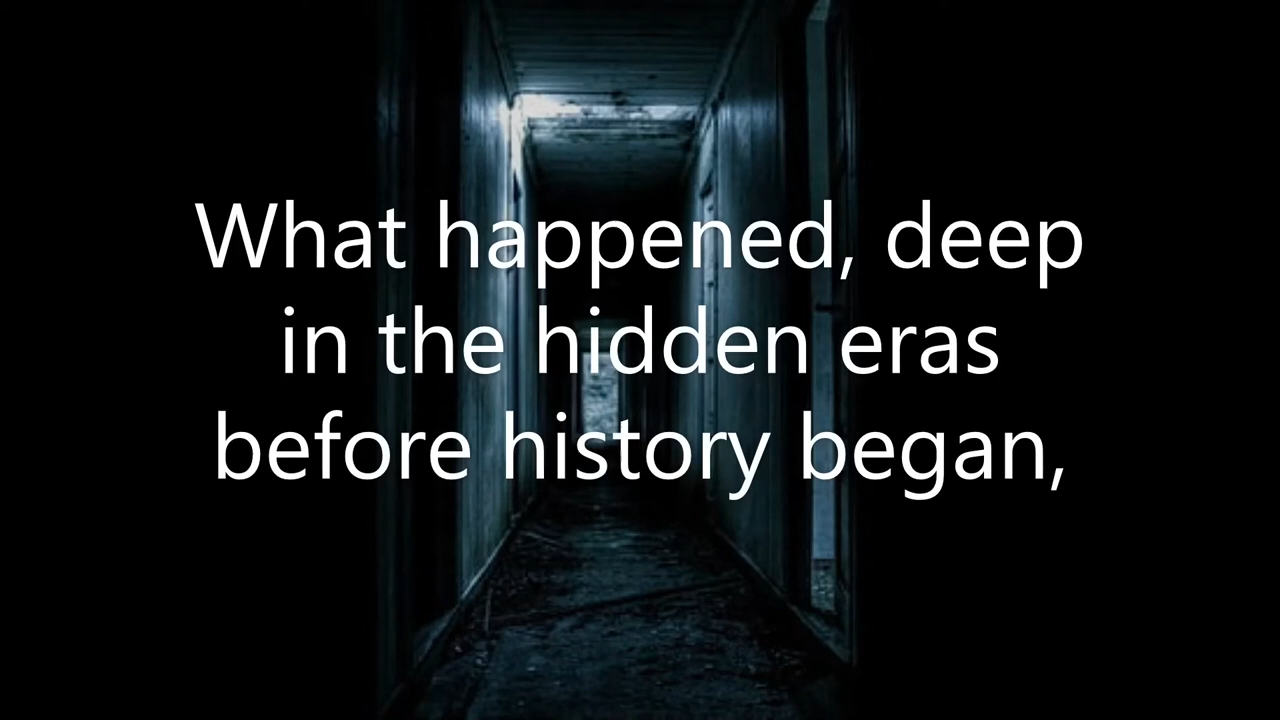 What happened, deep
in the hidden eras
before history began,